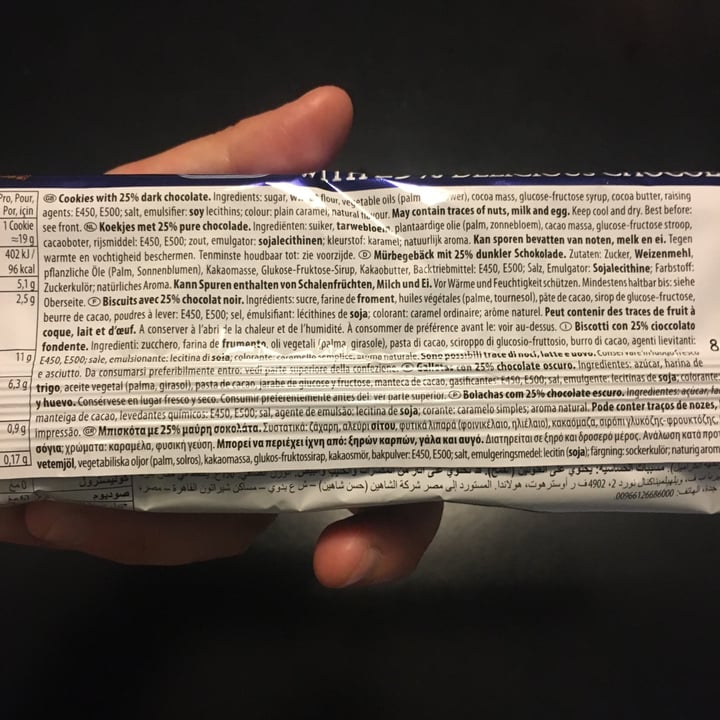 Pro, Pour,
Por, için
1 Cookie
≈19 g
402 kJ /
96 kcal
5,1 g
2,5 g
11 g
6,3 g
0,9 g
0,17 g
8
GB Cookies with 25% dark chocolate. Ingredients: sugar, flour, vegetable oils (palm cocoa mass, glucose-fructose syrup, cocoa butter, raising
agents: E450, E500; salt, emulsifier: soy lecithins; colour: plain caramel, natural flavour. May contain traces of nuts, milk and egg. Keep cool and dry. Best before:
see front. NL Koekjes met 25% pure chocolade. Ingrediënten: suiker, tarwebloem, plantaardige olie (palm, zonnebloem), cacao massa, glucose-fructose stroop,
cacaoboter, rijsmiddel: E450, E500; zout, emulgator: sojalecithinen; kleurstof: karamel; natuurlijk aroma. Kan sporen bevatten van noten, melk en ei. Tegen
warmte en vochtigheid beschermen. Tenminste houdbaar tot: zie voorzijde. D Mürbegebäck mit 25% dunkler Schokolade. Zutaten: Zucker, Weizenmehl,
pflanzliche Öle (Palm, Sonnenblumen), Kakaomasse, Glukose-Fruktose-Sirup, Kakaobutter, Backtriebmittel: E450, E500; Salz, Emulgator: Sojalecithine; Farbstoff:
Zuckerkulör; natürliches Aroma. Kann Spuren enthalten von Schalenfrüchten, Milch und Ei. Vor Wärme und Feuchtigkeit schützen. Mindestens haltbar bis: siehe
Oberseite. F Biscuits avec 25% chocolat noir. Ingrédients: sucre, farine de froment, huiles végétales (palme, tournesol), pâte de cacao, sirop de glucose-fructose,
beurre de cacao, poudres à lever: E450, E500; sel, émulsifiant: lécithines de soja; colorant: caramel ordinaire; arôme naturel. Peut contenir des traces de fruit à
coque, lait et d'œuf. A conserver à l'abri de la chaleur et de l'humidité. À consommer de préférence avant le: voir au-dessus. I Biscotti con 25% cioccolato
fondente. Ingredienti: zucchero, farina de frumento, oli vegetali (palma, girasole), pasta di cacao, sciroppo di glucosio-fruttosio, burro di cacao, agenti lievitanti:
E450, E500; sale, emulsionante: lecitina di soia; colorante: caramello semplice, aroma naturale. Sono possibili tracce di noci, latte e uovo.
e asciutto. Da consumarsi preferibilmente entro: vedi parte superiore della confezione. con 25% chocolate oscuro. Ingredientes: azúcar, harina de
trigo, aceite vegetal (palma, girasol), pasta de cacao, jarabe de glucose y fructose, manteca de cacao, gasificantes: E450, E500; sal, emulgente: lecitinas de soja; colorante:
y huevo. Consérvese en lugar fresco y seco. Consumir preferentemente antes del: ver parte superior. P Bolachas com 25% chocolate escuro. Ingredientes: açúcar,
manteiga de cacao, levedantes químicos: E450, E500; sal, agente de emulsão: lecitina de soja; corante: caramelo simples; aroma natural. Pode conter traços de nozes,
impressão. GR Μπισκότα με 25% μαύρη σοκολάτα. Συστατικά: ζάχαρη, αλεύρι σίτου, φυτικά λιπαρά (φοινικέλαιο, ηλιέλαιο), κακαόμαζα, σιρόπι γλυκόζης-φρουκτόζης,
σόγια; χρώματα: καραμέλα, φυσική γεύση. Μπορεί να περιέχει ίχνη από: ξηρών καρπών, γάλα και αυγό. Διατηρείται σε ξηρό και δροσερό μέρος. Ανάλωση κατά
vetemjöl, vegetabiliska oljor (palm, solros), kakaomassa, glukos-fruktossirap, kakaosmör, bakpulver: E450, E500; salt, emulgeringsmedel: lecitin (soja); färgning: sockerkulör; naturlig
كوليسترول
صوديوم
00966126686000